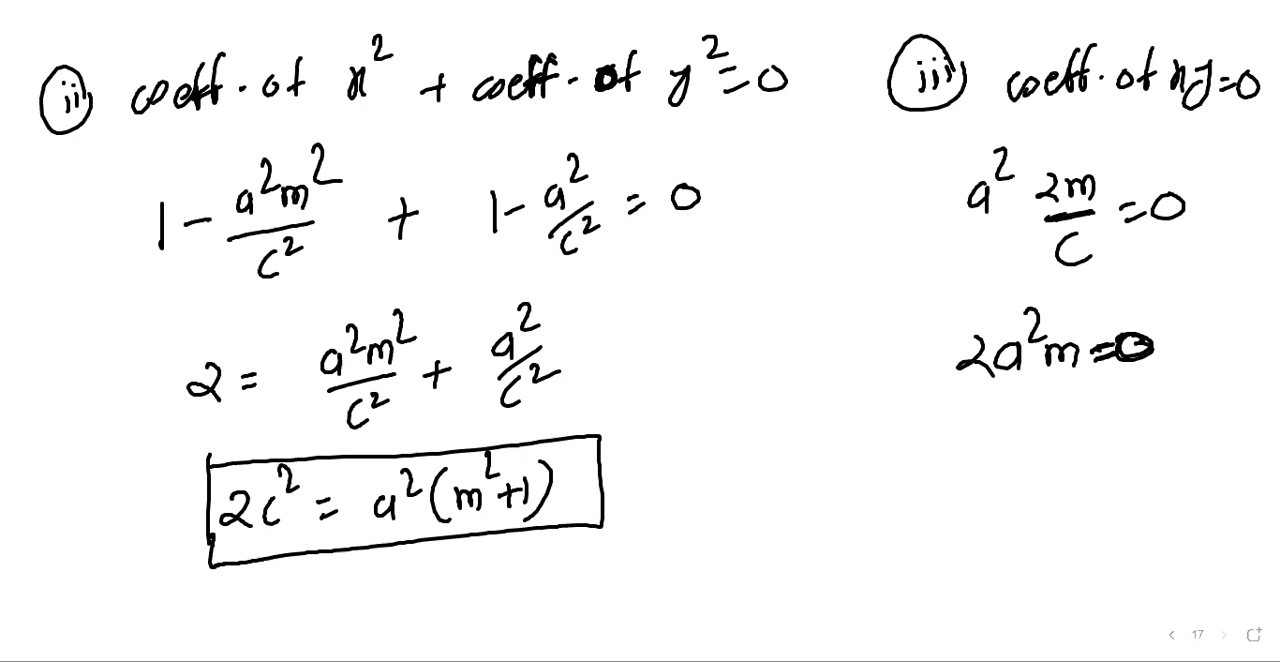 (ii) coeff. of x² + coeff. of y² = 0
1 - a²m²/c² + 1 - a²/c² = 0
2 = a²m²/c² + a²/c²
2c² = a²(m²+1)
(iii) coeff. of xy = 0
a² 2m/c = 0
2a²m = 0
17